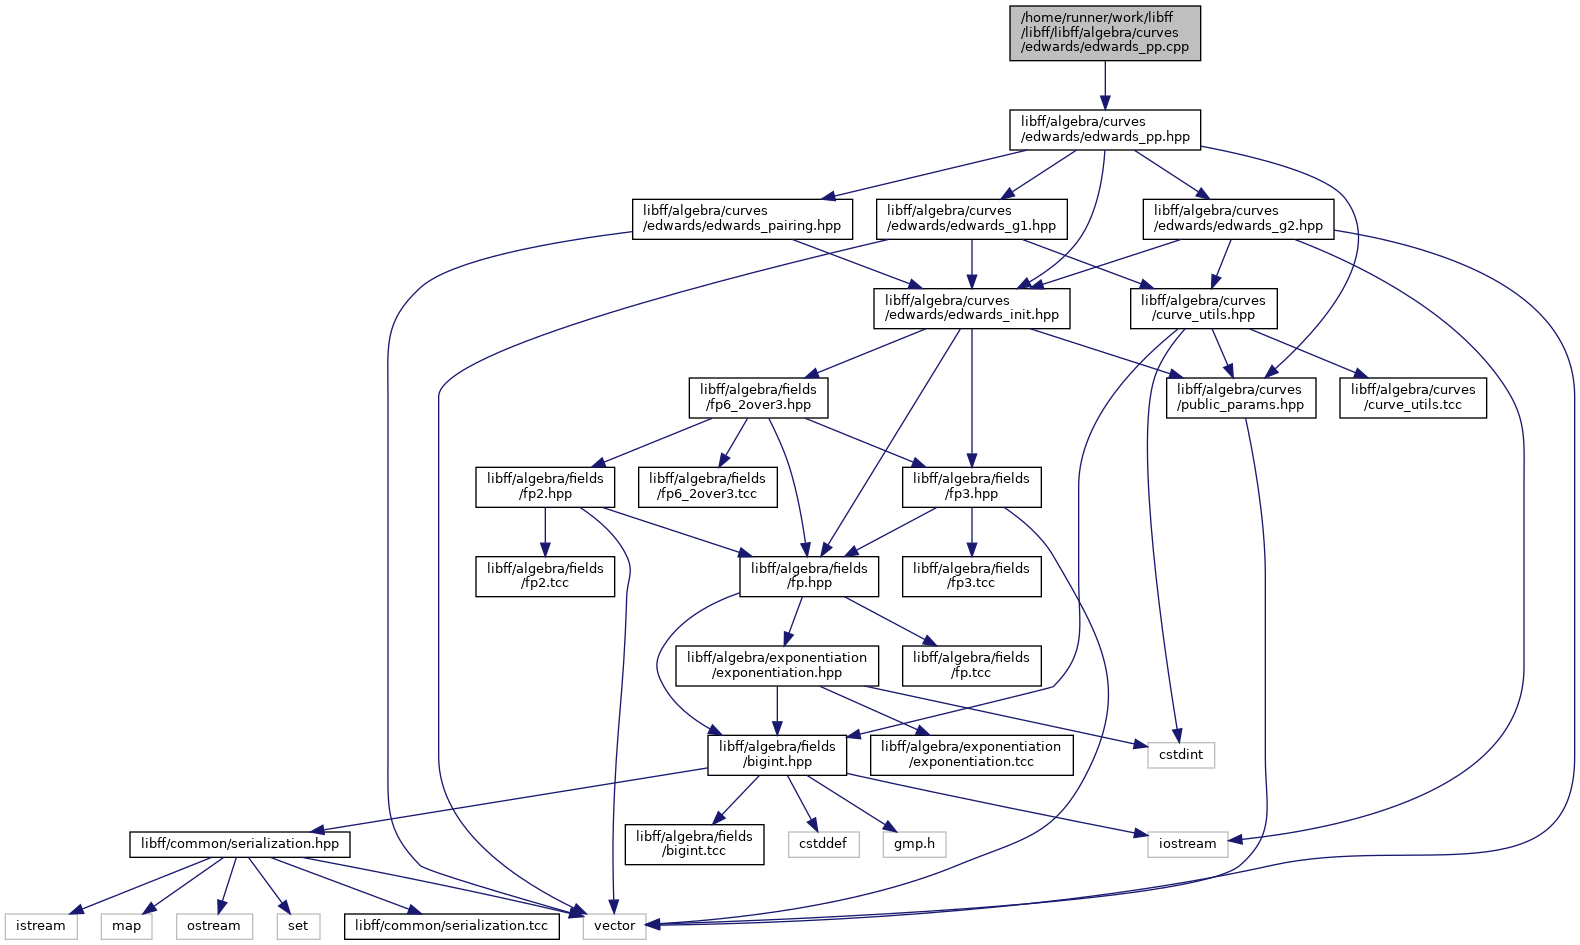 /home/runner/work/libff
/libff/libff/algebra/curves
/edwards/edwards_pp.cpp
libff/algebra/curves
/edwards/edwards_pp.hpp
libff/algebra/curves
/edwards/edwards_pairing.hpp
libff/algebra/curves
/edwards/edwards_g1.hpp
libff/algebra/curves
/edwards/edwards_g2.hpp
libff/algebra/curves
/edwards/edwards_init.hpp
libff/algebra/curves
/curve_utils.hpp
libff/algebra/fields
/fp6_2over3.hpp
libff/algebra/curves
/public_params.hpp
libff/algebra/curves
/curve_utils.tcc
libff/algebra/fields
/fp2.hpp
libff/algebra/fields
/fp6_2over3.tcc
libff/algebra/fields
/fp3.hpp
libff/algebra/fields
/fp2.tcc
libff/algebra/fields
/fp.hpp
libff/algebra/fields
/fp3.tcc
libff/algebra/exponentiation
/exponentiation.hpp
libff/algebra/fields
/fp.tcc
libff/algebra/fields
/bigint.hpp
libff/algebra/exponentiation
/exponentiation.tcc
cstdint
libff/common/serialization.hpp
libff/algebra/fields
/bigint.tcc
cstddef
gmp.h
iostream
istream
map
ostream
set
libff/common/serialization.tcc
vector